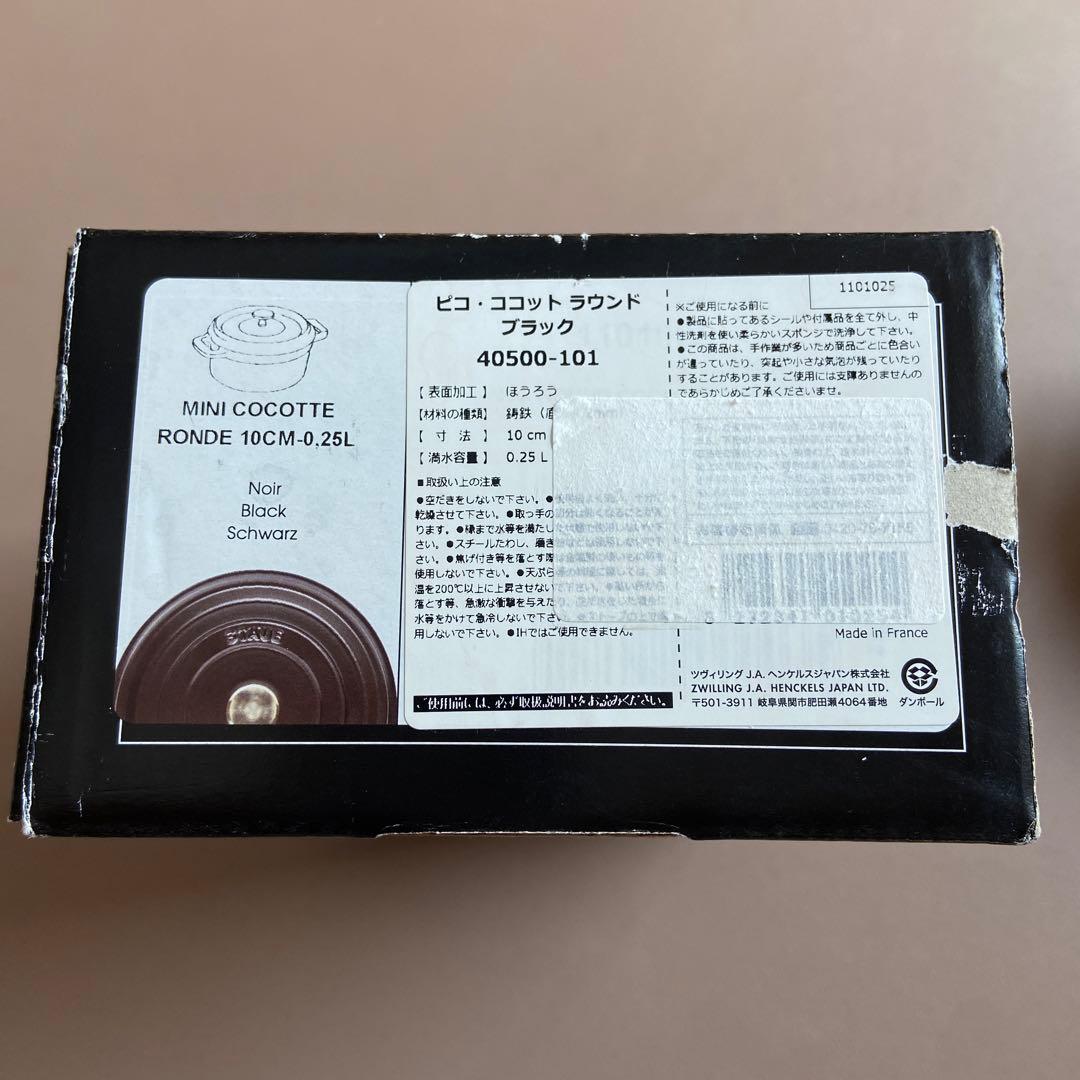 MINI COCOTTE
RONDE 10CM-0,25L
Noir
Black
Schwarz
STAUB
ピコ・ココット ラウンド
ブラック
40500-101
【 表面加工 】 ほうろう
【材料の種類】 鋳鉄（底
【 寸 法 】 10 cm
【 満水容量 】 0.25 L
■取扱い上の注意
●空だきをしないで下さい。●
乾燥させて下さい。●取っ手の
ります。●縁まで水等を満たし
さい。●スチールたわし、磨き
さい。●焦げ付き等を落とす際
使用しないで下さい。●天ぷら
温を200℃以上に上昇させない
落とす等、急激な衝撃を与えたり
水等をかけて急冷しないで下さ
用しないで下さい。●IHではご使用できません。
ご使用前には、必ず取扱説明書をお読みください。
1101025
※ご使用になる前に
●製品に貼ってあるシールや付属品を全て外し、中
性洗剤を使い柔らかいスポンジで洗浄して下さい。
●この商品は、手作業が多いため商品ごとに色合い
が違っていたり、突起や小さな気泡が残っていたり
することがあります。ご使用には支障ありませんの
であらかじめご了承くださいませ。
Made in France
ツヴィリング J.A. ヘンケルスジャパン株式会社
ZWILLING J.A. HENCKELS JAPAN LTD.
〒501-3911 岐阜県関市肥田瀬4064番地
ダンボール